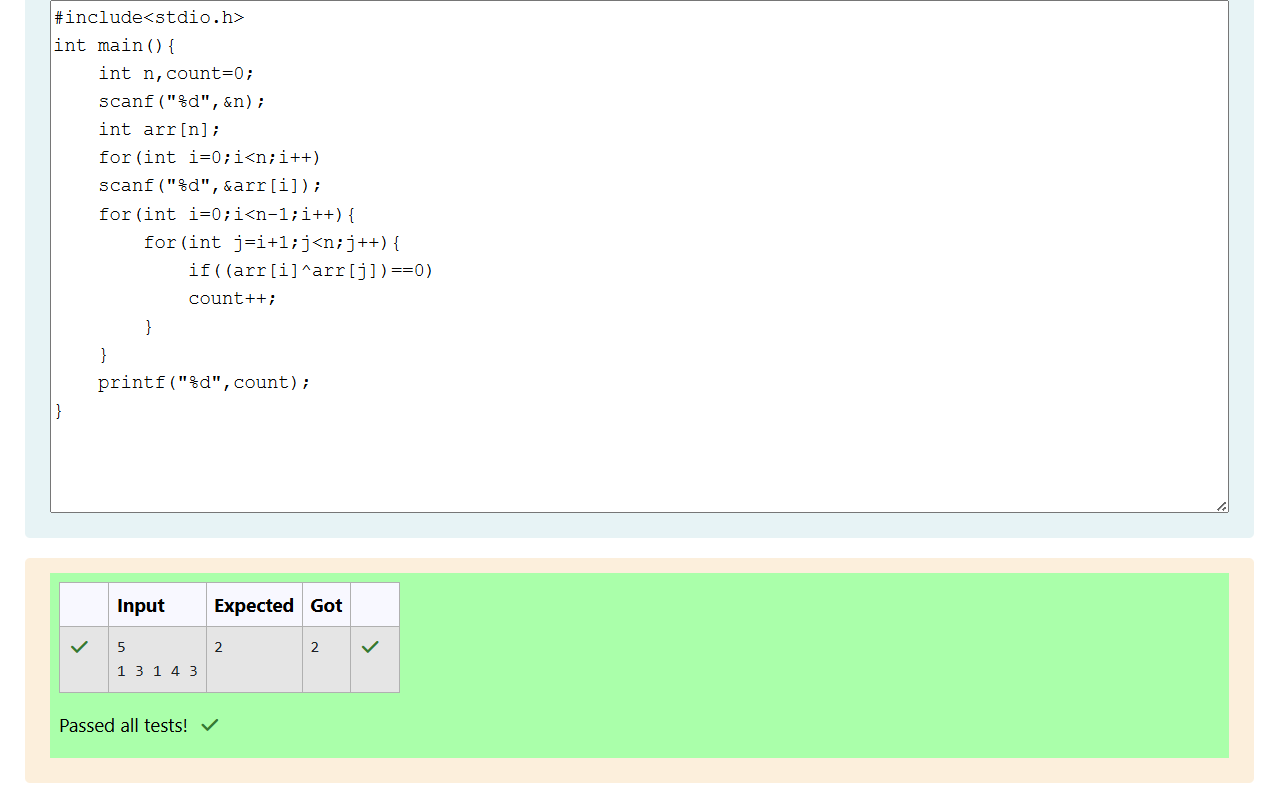 #include<stdio.h>
int main(){
    int n,count=0;
    scanf("%d",&n);
    int arr[n];
    for(int i=0;i<n;i++)
    scanf("%d",&arr[i]);
    for(int i=0;i<n-1;i++){
        for(int j=i+1;j<n;j++){
            if((arr[i]^arr[j])==0)
            count++;
        }
    }
    printf("%d",count);
}
Input Expected Got
5 2 2
1 3 1 4 3
Passed all tests!